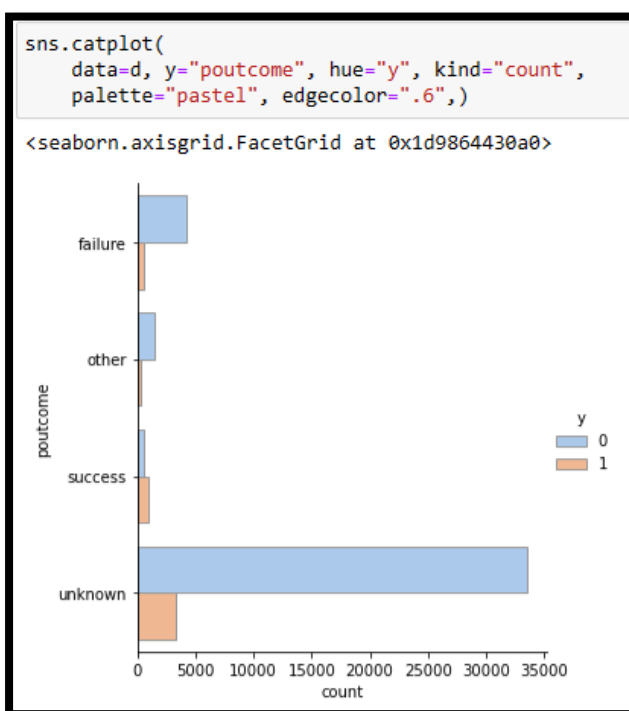 sns.catplot(
    data=d, y="poutcome", hue="y", kind="count",
    palette="pastel", edgecolor=".6",)
<seaborn.axisgrid.FacetGrid at 0x1d9864430a0>
failure
other
success
unknown
poutcome
y
0
1
0 5000 10000 15000 20000 25000 30000 35000
count